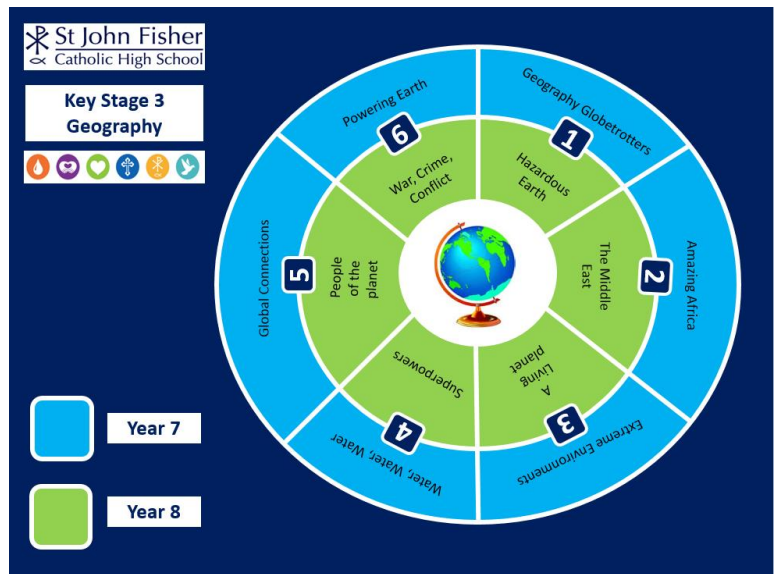 St John Fisher
Catholic High School
Key Stage 3
Geography
Geography Globetrotters
1
Hazardous
Earth
Amazing Africa
2
The Middle
East
Extreme Environments
3
A
Living
planet
Water, Water, Water
4
Superpowers
Global Connections
5
People
of the
planet
Powering Earth
6
War, Crime,
Conflict
Year 7
Year 8